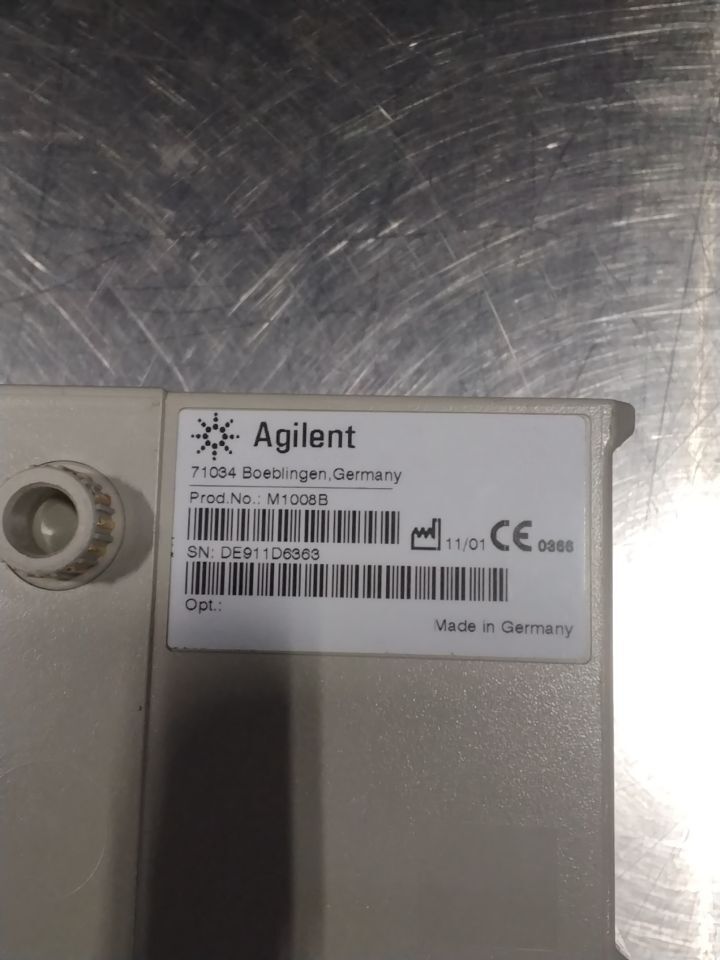 Agilent
71034 Boeblingen,Germany
Prod.No.: M1008B
11/01 CE 0366
SN: DE911D6363
Opt.:
Made in Germany